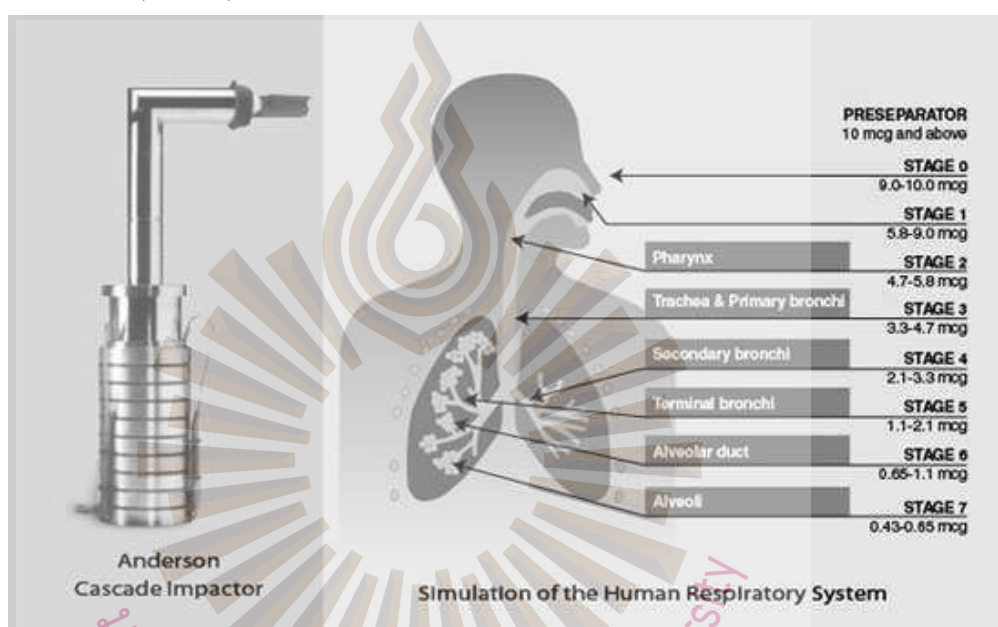 PRESEPARATOR
10 mcg and above
STAGE 0
9.0-10.0 mcg
STAGE 1
5.8-9.0 mcg
Pharynx
STAGE 2
4.7-5.8 mcg
Trachea & Primary bronchi
STAGE 3
3.3-4.7 mcg
Secondary bronchi
STAGE 4
2.1-3.3 mcg
Terminal bronchi
STAGE 5
1.1-2.1 mcg
Alveolar duct
STAGE 6
0.65-1.1 mcg
Alveoli
STAGE 7
0.43-0.65 mcg
Anderson
Cascade Impactor
Simulation of the Human Respiratory System